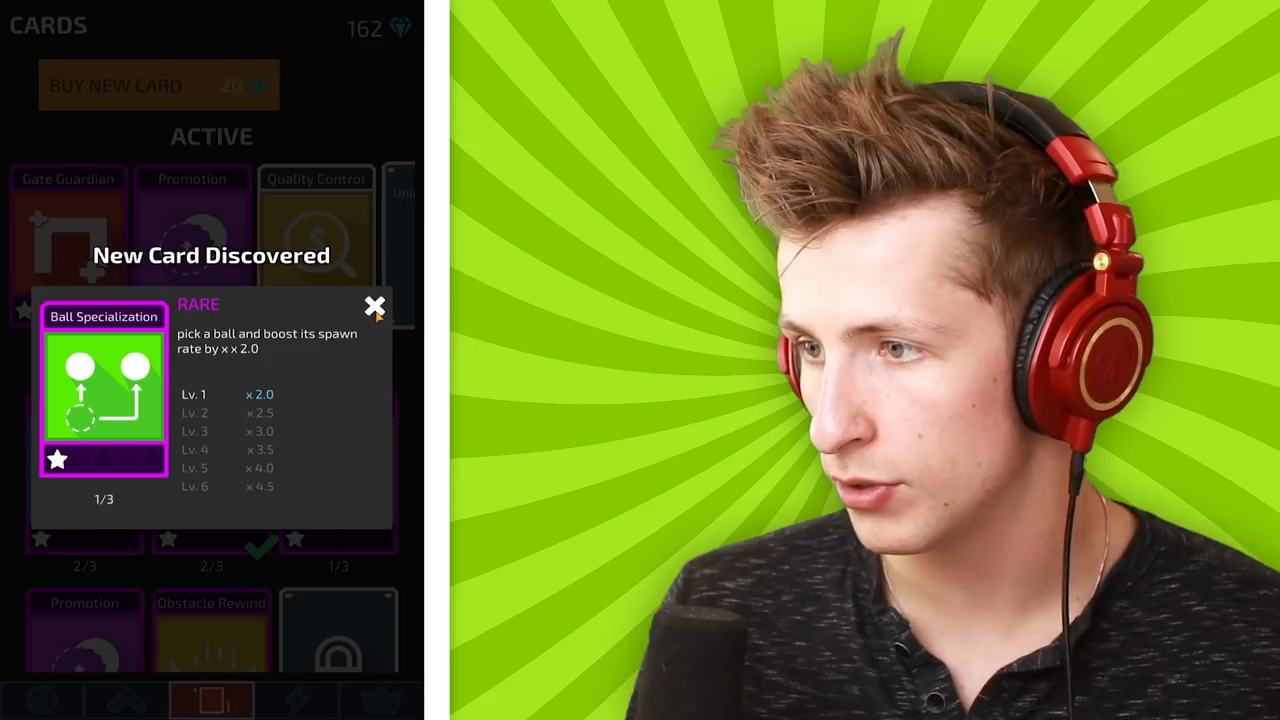 CARDS
162
BUY NEW CARD 20
ACTIVE
Gate Guardian
Promotion
Quality Control
New Card Discovered
Ball Specialization
RARE
pick a ball and boost its spawn
rate by x x 2.0
Lv. 1 x 2.0
Lv. 2 x 2.5
Lv. 3 x 3.0
Lv. 4 x 3.5
Lv. 5 x 4.0
Lv. 6 x 4.5
1/3
2/3
2/3
1/3
Promotion
Obstacle Rewind